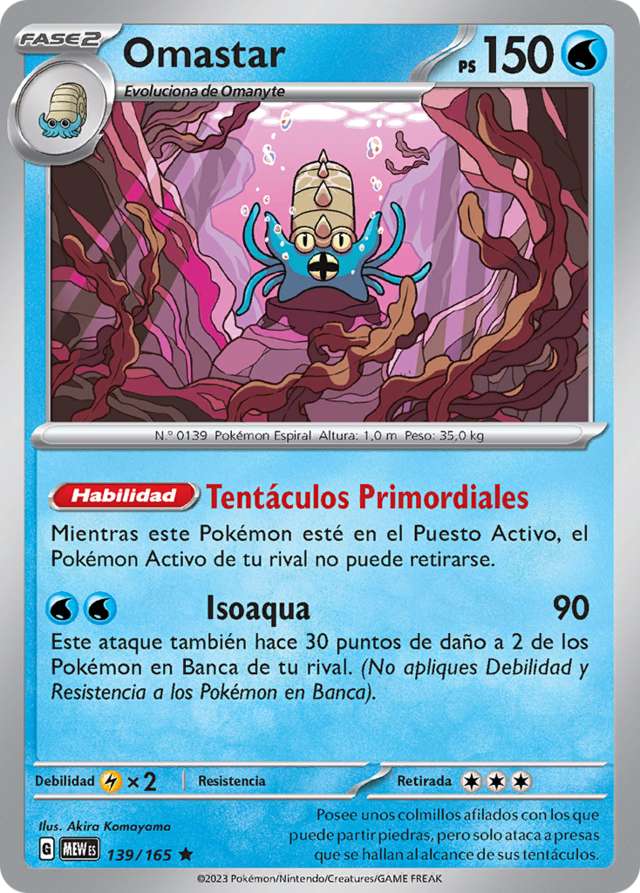 FASE 2
Omastar
PS 150
Evoluciona de Omanyte
N.º 0139 Pokémon Espiral Altura: 1,0 m Peso: 35,0 kg
Habilidad Tentáculos Primordiales
Mientras este Pokémon esté en el Puesto Activo, el
Pokémon Activo de tu rival no puede retirarse.
Isoaqua 90
Este ataque también hace 30 puntos de daño a 2 de los
Pokémon en Banca de tu rival. (No apliques Debilidad y
Resistencia a los Pokémon en Banca).
Debilidad ×2 Resistencia Retirada
Ilus. Akira Komayama
G MEW ES 139/165 ★
Posee unos colmillos afilados con los que
puede partir piedras, pero solo ataca a presas
que se hallan al alcance de sus tentáculos.
©2023 Pokémon/Nintendo/Creatures/GAME FREAK